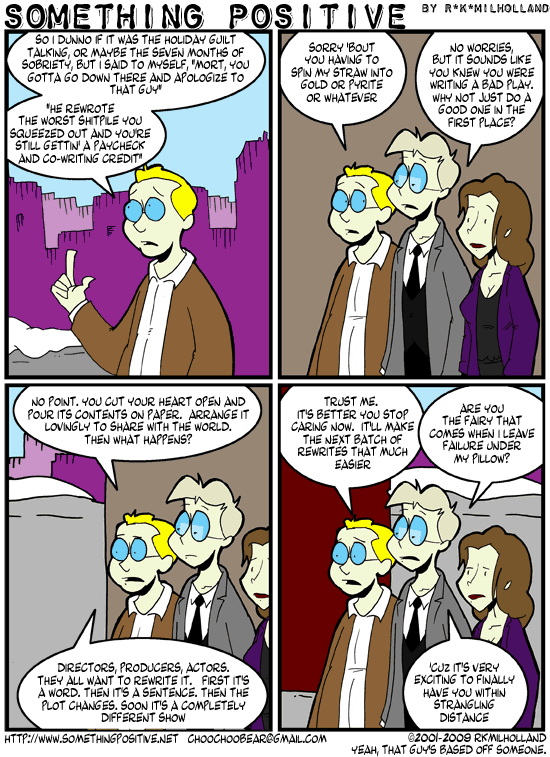 SOMETHING POSITIVE BY R*K*MILHOLLAND
SO I DUNNO IF IT WAS THE HOLIDAY GUILT
TALKING, OR MAYBE THE SEVEN MONTHS OF
SOBRIETY, BUT I SAID TO MYSELF, "MORT, YOU
GOTTA GO DOWN THERE AND APOLOGIZE TO
THAT GUY"
"HE REWROTE
THE WORST SHITPILE YOU
SQUEEZED OUT AND YOU'RE
STILL GETTIN' A PAYCHECK
AND CO-WRITING CREDIT"
SORRY 'BOUT
YOU HAVING TO
SPIN MY STRAW INTO
GOLD OR PYRITE
OR WHATEVER
NO WORRIES,
BUT IT SOUNDS LIKE
YOU KNEW YOU WERE
WRITING A BAD PLAY.
WHY NOT JUST DO A
GOOD ONE IN THE
FIRST PLACE?
NO POINT. YOU CUT YOUR HEART OPEN AND
POUR ITS CONTENTS ON PAPER. ARRANGE IT
LOVINGLY TO SHARE WITH THE WORLD.
THEN WHAT HAPPENS?
DIRECTORS, PRODUCERS, ACTORS.
THEY ALL WANT TO REWRITE IT. FIRST IT'S
A WORD. THEN IT'S A SENTENCE. THEN THE
PLOT CHANGES. SOON IT'S A COMPLETELY
DIFFERENT SHOW
TRUST ME.
IT'S BETTER YOU STOP
CARING NOW. IT'LL MAKE
THE NEXT BATCH OF
REWRITES THAT MUCH
EASIER
ARE YOU
THE FAIRY THAT
COMES WHEN I LEAVE
FAILURE UNDER
MY PILLOW?
'CUZ IT'S VERY
EXCITING TO FINALLY
HAVE YOU WITHIN
STRANGLING
DISTANCE
HTTP://WWW.SOMETHINGPOSITIVE.NET CHOOCHOOBEAR@GMAIL.COM ©2001-2009 RKMILHOLLAND
YEAH, THAT GUY'S BASED OFF SOMEONE.